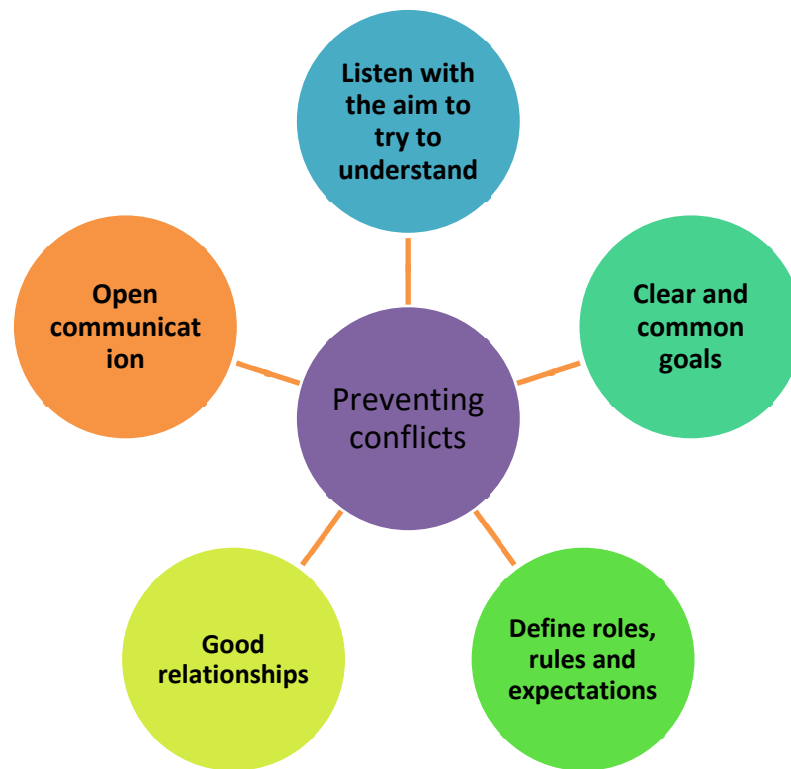 Listen with
the aim to
try to
understand
Open
communicat
ion
Clear and
common
goals
Preventing
conflicts
Good
relationships
Define roles,
rules and
expectations